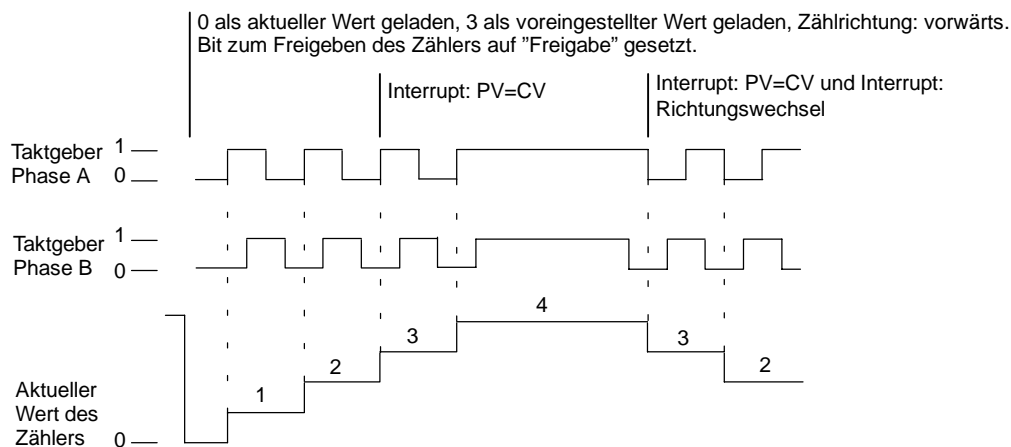 0 als aktueller Wert geladen, 3 als voreingestellter Wert geladen, Zählrichtung: vorwärts.
Bit zum Freigeben des Zählers auf ”Freigabe” gesetzt.
Interrupt: PV=CV
Interrupt: PV=CV und Interrupt:
Richtungswechsel
Taktgeber 1
Phase A 0
Taktgeber 1
Phase B 0
4
3
3
2
2
1
Aktueller
Wert des
Zählers 0